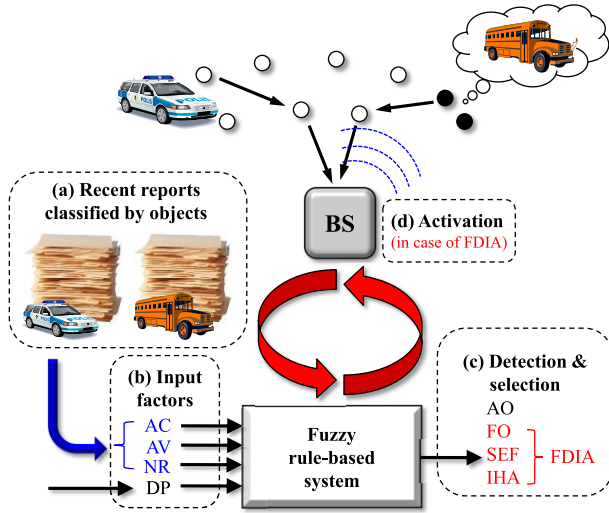 POLIS
BS
(a) Recent reports
classified by objects
(d) Activation
(in case of FDIA)
(b) Input
factors
AC
AV
NR
DP
Fuzzy
rule-based
system
(c) Detection &
selection
AO
FO
SEF
IHA
FDIA